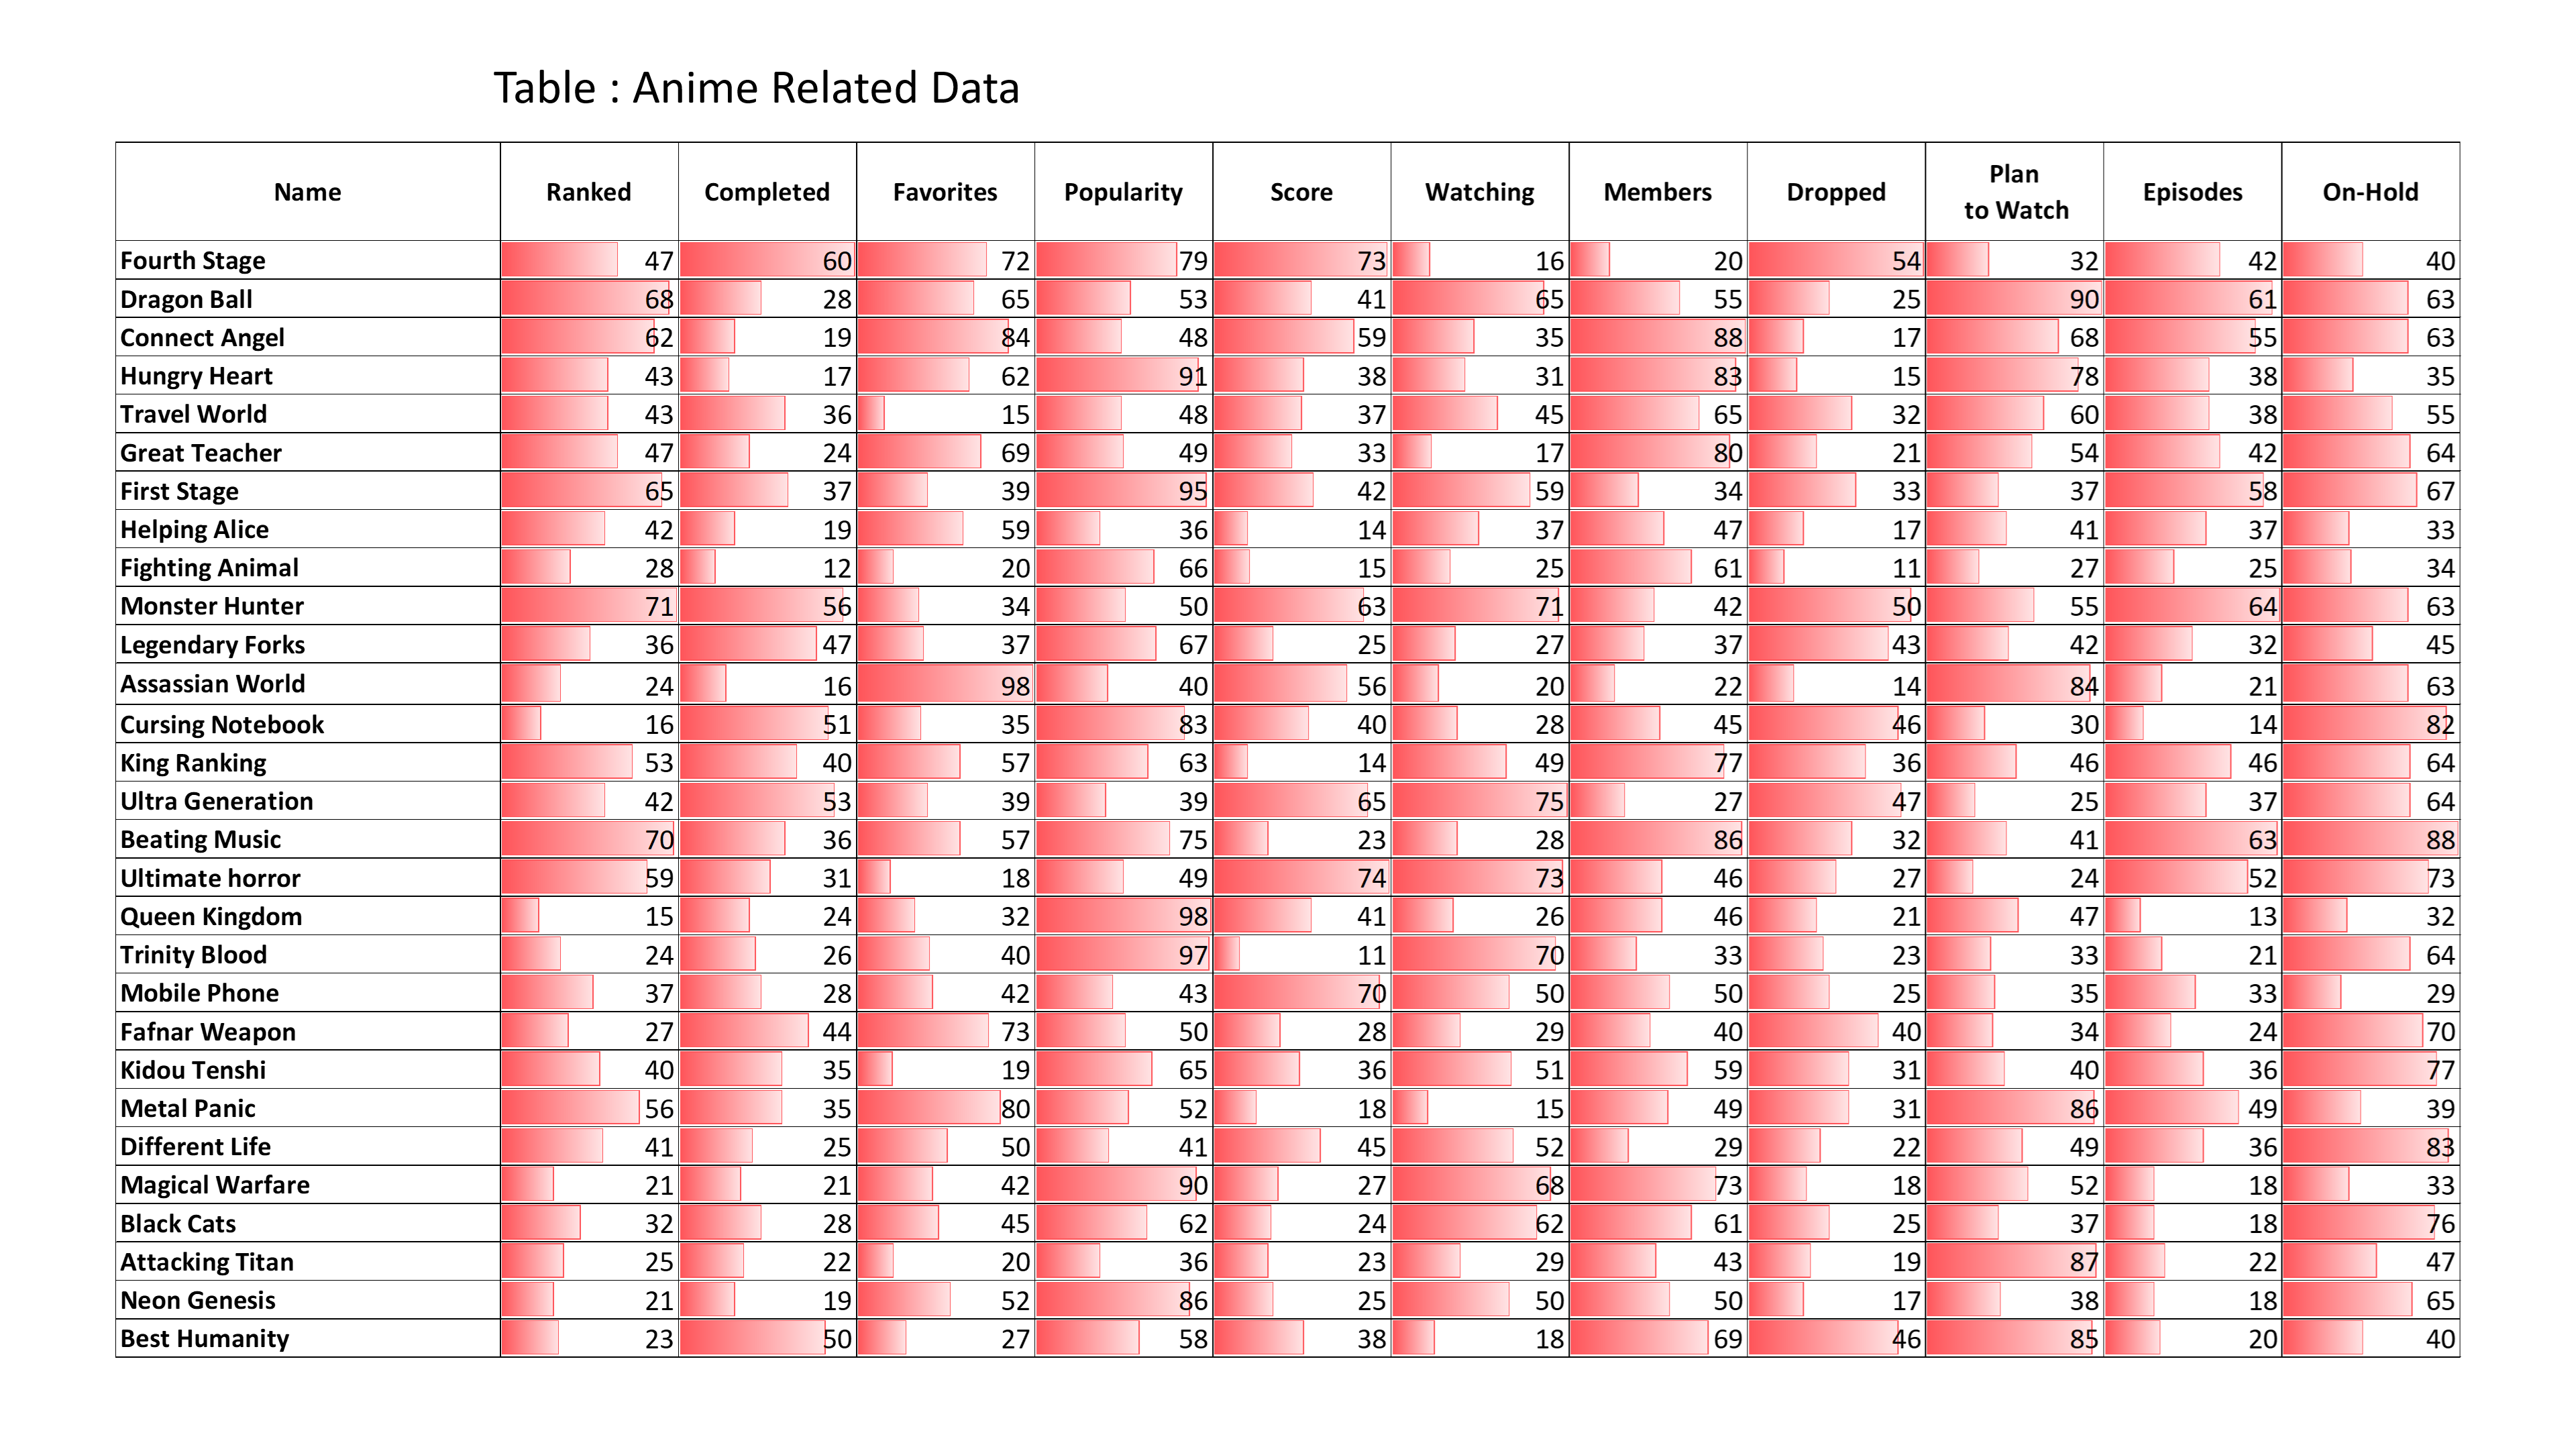 Table : Anime Related Data
Name Ranked Completed Favorites Popularity Score Watching Members Dropped Plan to Watch Episodes On-Hold
Fourth Stage 47 60 72 79 73 16 20 54 32 42 40
Dragon Ball 68 28 65 53 41 65 55 25 90 61 63
Connect Angel 62 19 84 48 59 35 88 17 68 55 63
Hungry Heart 43 17 62 91 38 31 83 15 78 38 35
Travel World 43 36 15 48 37 45 65 32 60 38 55
Great Teacher 47 24 69 49 33 17 80 21 54 42 64
First Stage 65 37 39 95 42 59 34 33 37 58 67
Helping Alice 42 19 59 36 14 37 47 17 41 37 33
Fighting Animal 28 12 20 66 15 25 61 11 27 25 34
Monster Hunter 71 56 34 50 63 71 42 50 55 64 63
Legendary Forks 36 47 37 67 25 27 37 43 42 32 45
Assassian World 24 16 98 40 56 20 22 14 84 21 63
Cursing Notebook 16 51 35 83 40 28 45 46 30 14 82
King Ranking 53 40 57 63 14 49 77 36 46 46 64
Ultra Generation 42 53 39 39 65 75 27 47 25 37 64
Beating Music 70 36 57 75 23 28 86 32 41 63 88
Ultimate horror 59 31 18 49 74 73 46 27 24 52 73
Queen Kingdom 15 24 32 98 41 26 46 21 47 13 32
Trinity Blood 24 26 40 97 11 70 33 23 33 21 64
Mobile Phone 37 28 42 43 70 50 50 25 35 33 29
Fafnar Weapon 27 44 73 50 28 29 40 40 34 24 70
Kidou Tenshi 40 35 19 65 36 51 59 31 40 36 77
Metal Panic 56 35 80 52 18 15 49 31 86 49 39
Different Life 41 25 50 41 45 52 29 22 49 36 83
Magical Warfare 21 21 42 90 27 68 73 18 52 18 33
Black Cats 32 28 45 62 24 62 61 25 37 18 76
Attacking Titan 25 22 20 36 23 29 43 19 87 22 47
Neon Genesis 21 19 52 86 25 50 50 17 38 18 65
Best Humanity 23 50 27 58 38 18 69 46 85 20 40